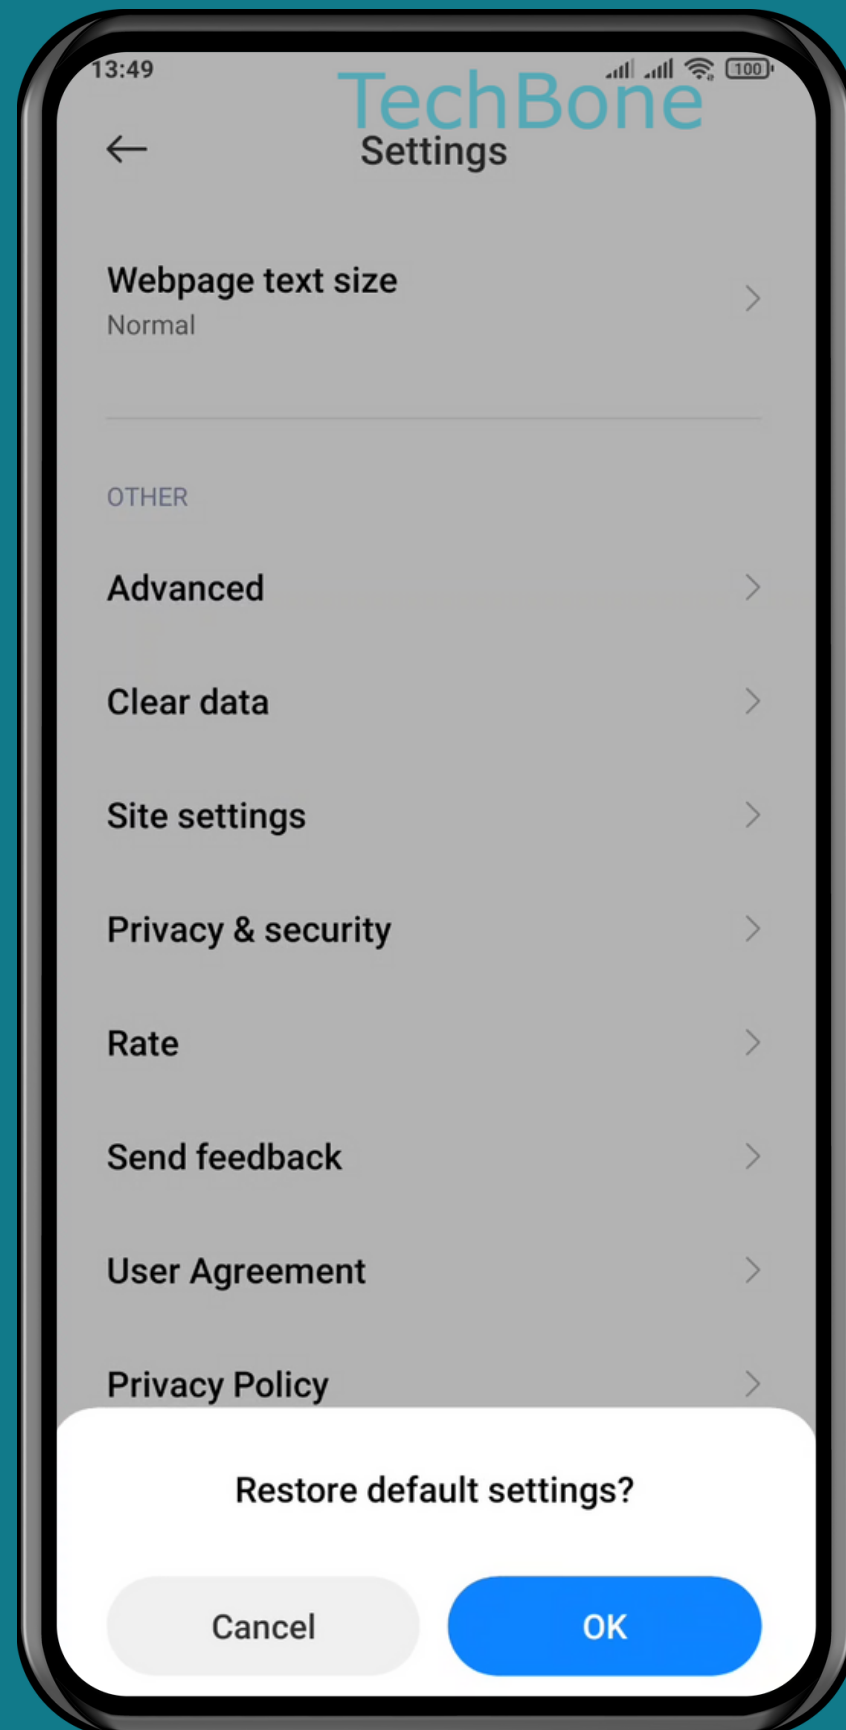 13:49
TechBone
100
Settings
Webpage text size
Normal
OTHER
Advanced
Clear data
Site settings
Privacy & security
Rate
Send feedback
User Agreement
Privacy Policy
Restore default settings?
Cancel
OK